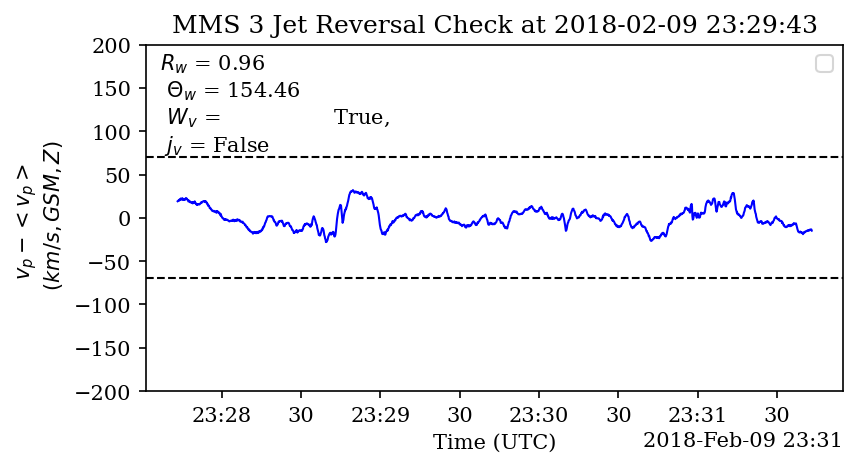 MMS 3 Jet Reversal Check at 2018-02-09 23:29:43
R_w = 0.96
Θ_w = 154.46
W_v = True,
j_v = False
v_p − < v_p >
(km/s, GSM, Z)
200
150
100
50
0
−50
−100
−150
−200
23:28 30 23:29 30 23:30 30 23:31 30
Time (UTC) 2018-Feb-09 23:31